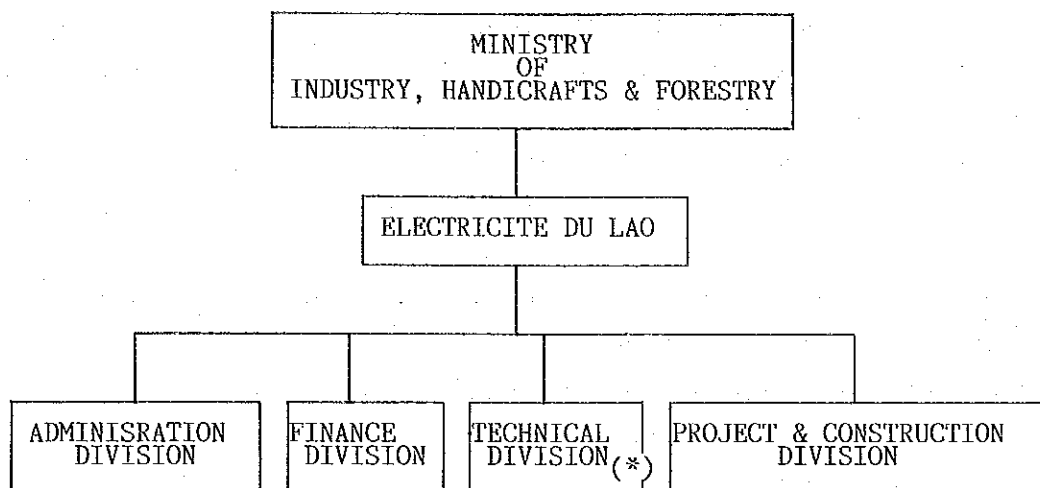 MINISTRY
OF
INDUSTRY, HANDICRAFTS & FORESTRY
ELECTRICITE DU LAO
ADMINISRATION
DIVISION
FINANCE
DIVISION
TECHNICAL
DIVISION(*)
PROJECT & CONSTRUCTION
DIVISION